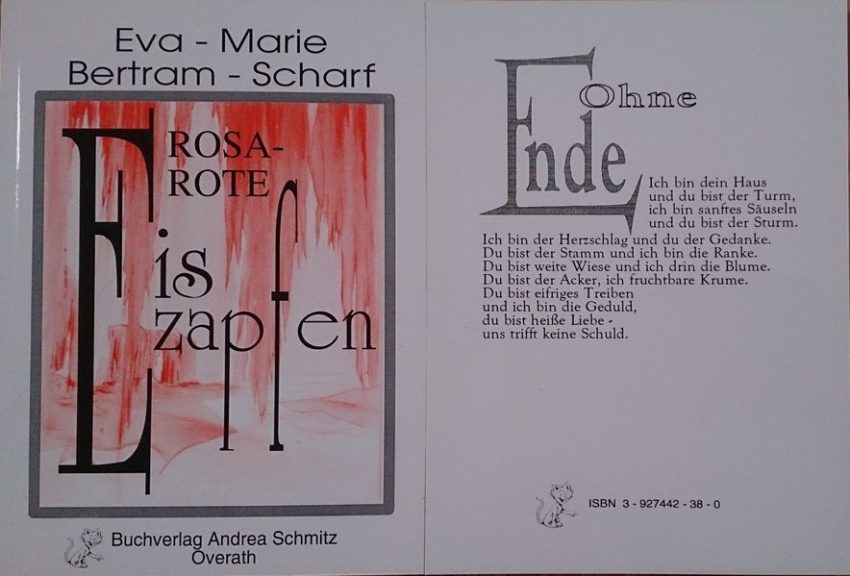 Eva - Marie
Bertram - Scharf
ROSA-
ROTE
Eis
zapfen
Buchverlag Andrea Schmitz
Overath
Ohne
Ende
Ich bin dein Haus
und du bist der Turm,
ich bin sanftes Säuseln
und du bist der Sturm.
Ich bin der Herzschlag und du der Gedanke.
Du bist der Stamm und ich bin die Ranke.
Du bist weite Wiese und ich drin die Blume.
Du bist der Acker, ich fruchtbare Krume.
Du bist eifriges Treiben
und ich bin die Geduld,
du bist heiße Liebe -
uns trifft keine Schuld.
ISBN 3 - 927442 - 38 - 0